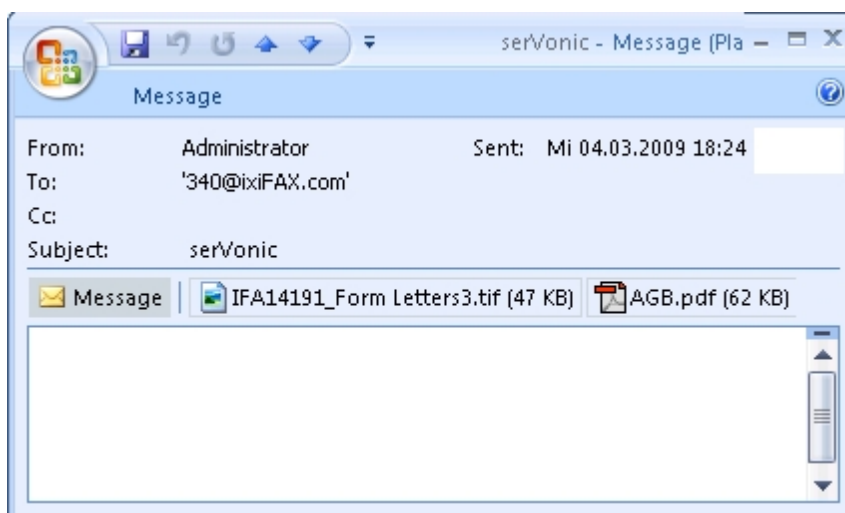 serVonic - Message (Pla
Message
From: Administrator Sent: Mi 04.03.2009 18:24
To: '340@ixiFAX.com'
Cc:
Subject: serVonic
Message IFA14191_Form Letters3.tif (47 KB) AGB.pdf (62 KB)